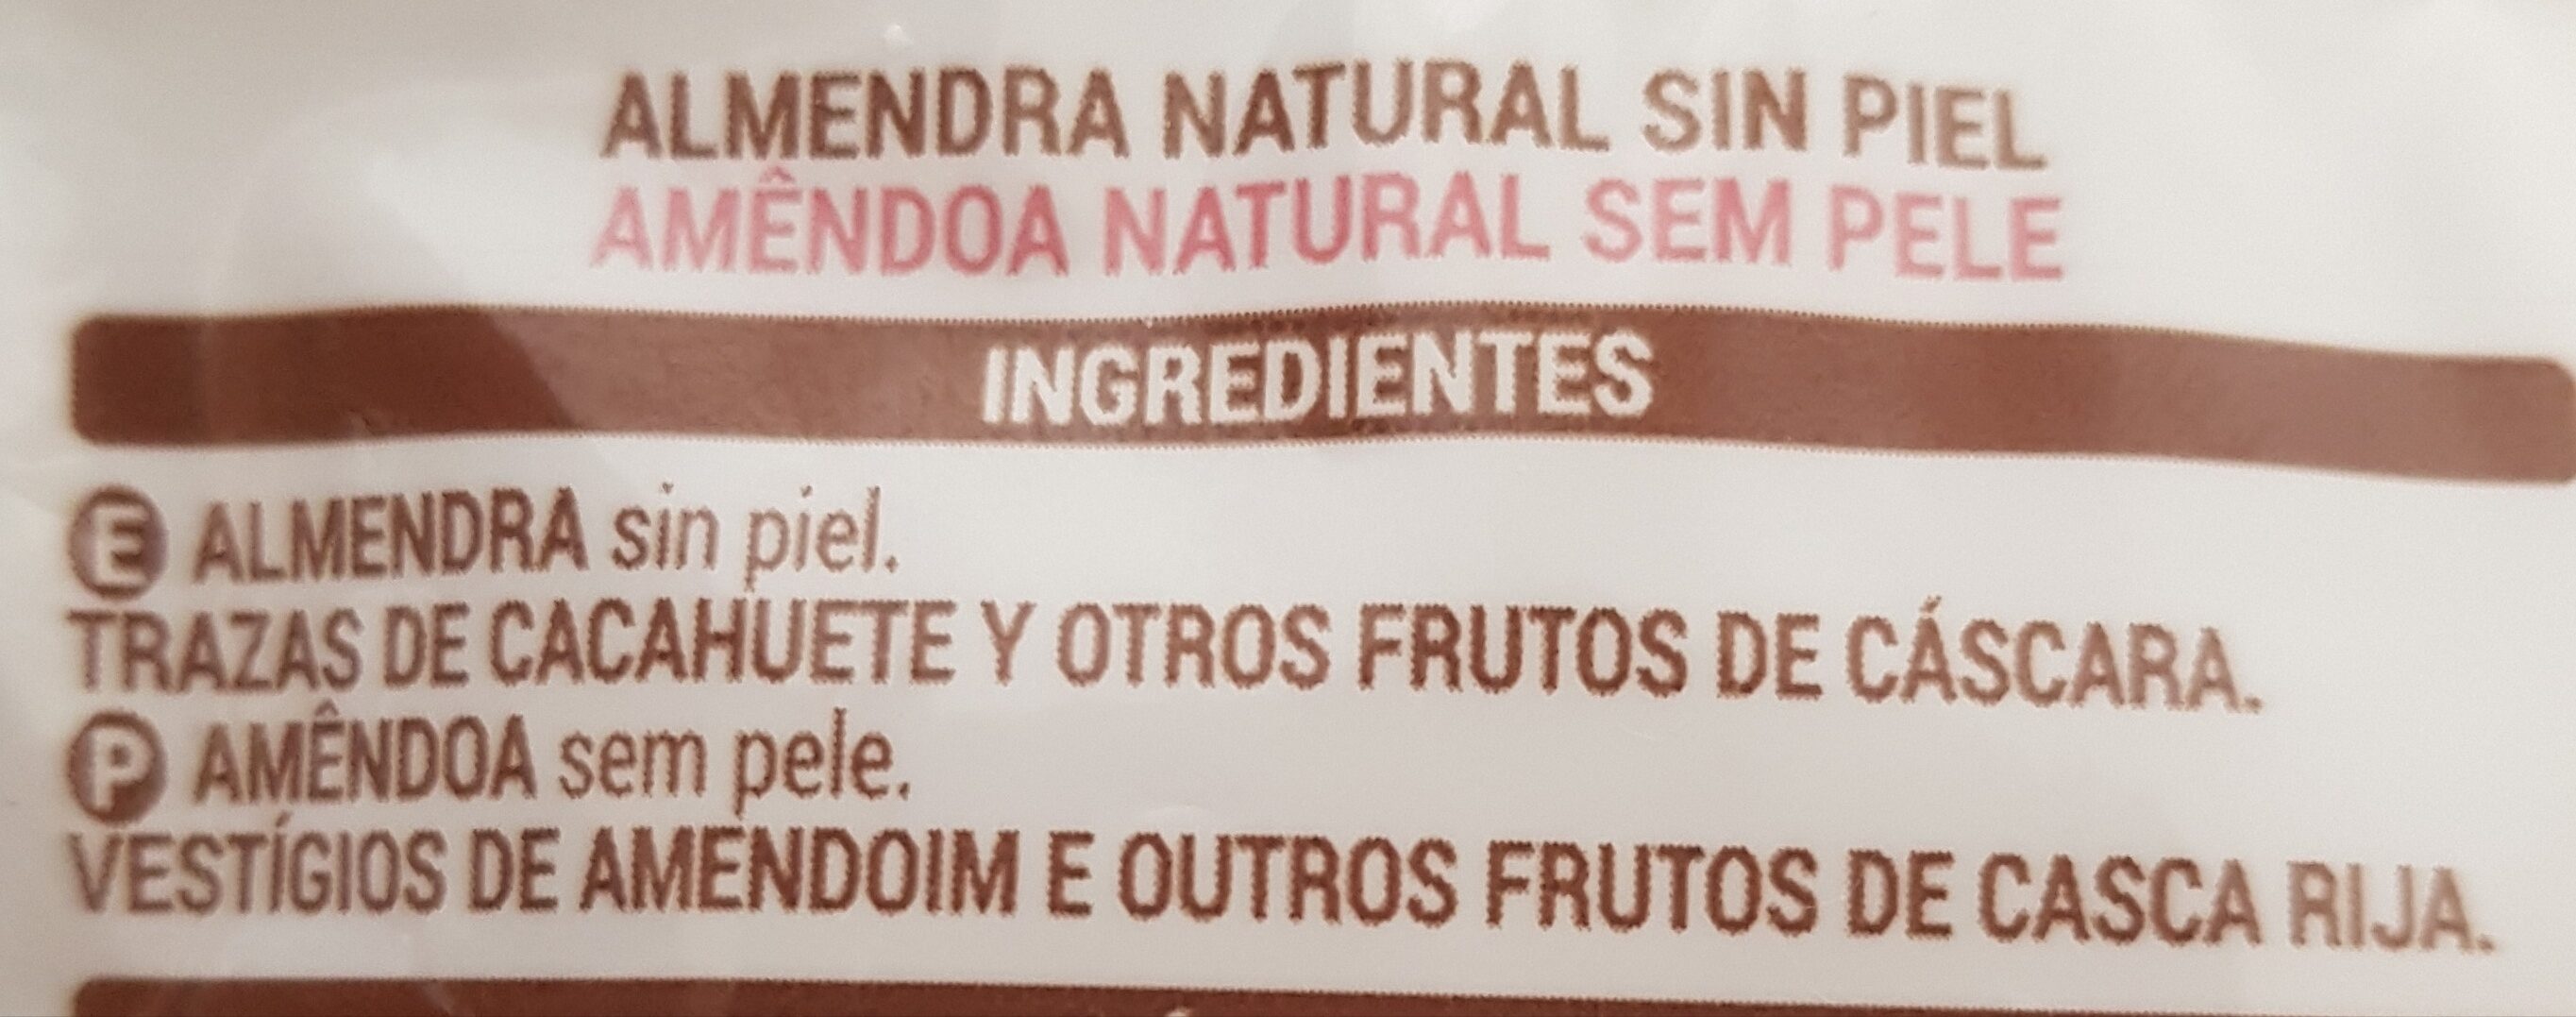 ALMENDRA NATURAL SIN PIEL
AMÊNDOA NATURAL SEM PELE
INGREDIENTES
E ALMENDRA sin piel.
TRAZAS DE CACAHUETE Y OTROS FRUTOS DE CÁSCARA.
P AMÊNDOA sem pele.
VESTÍGIOS DE AMENDOIM E OUTROS FRUTOS DE CASCA RIJA.